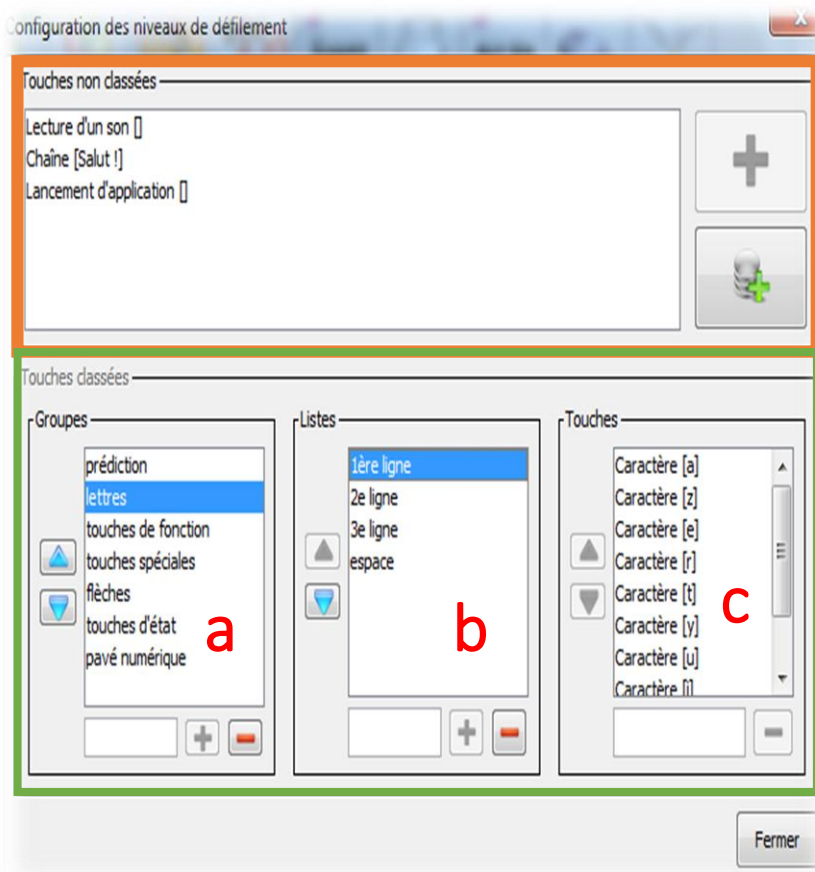 Configuration des niveaux de défilement
Touches non classées
Lecture d'un son []
Chaîne [Salut !]
Lancement d'application []
Touches classées
Groupes
prédiction
lettres
touches de fonction
touches spéciales
flèches
touches d'état
pavé numérique
a
Listes
1ère ligne
2e ligne
3e ligne
espace
b
Touches
Caractère [a]
Caractère [z]
Caractère [e]
Caractère [r]
Caractère [t]
Caractère [y]
Caractère [u]
Caractère [i]
c
Fermer